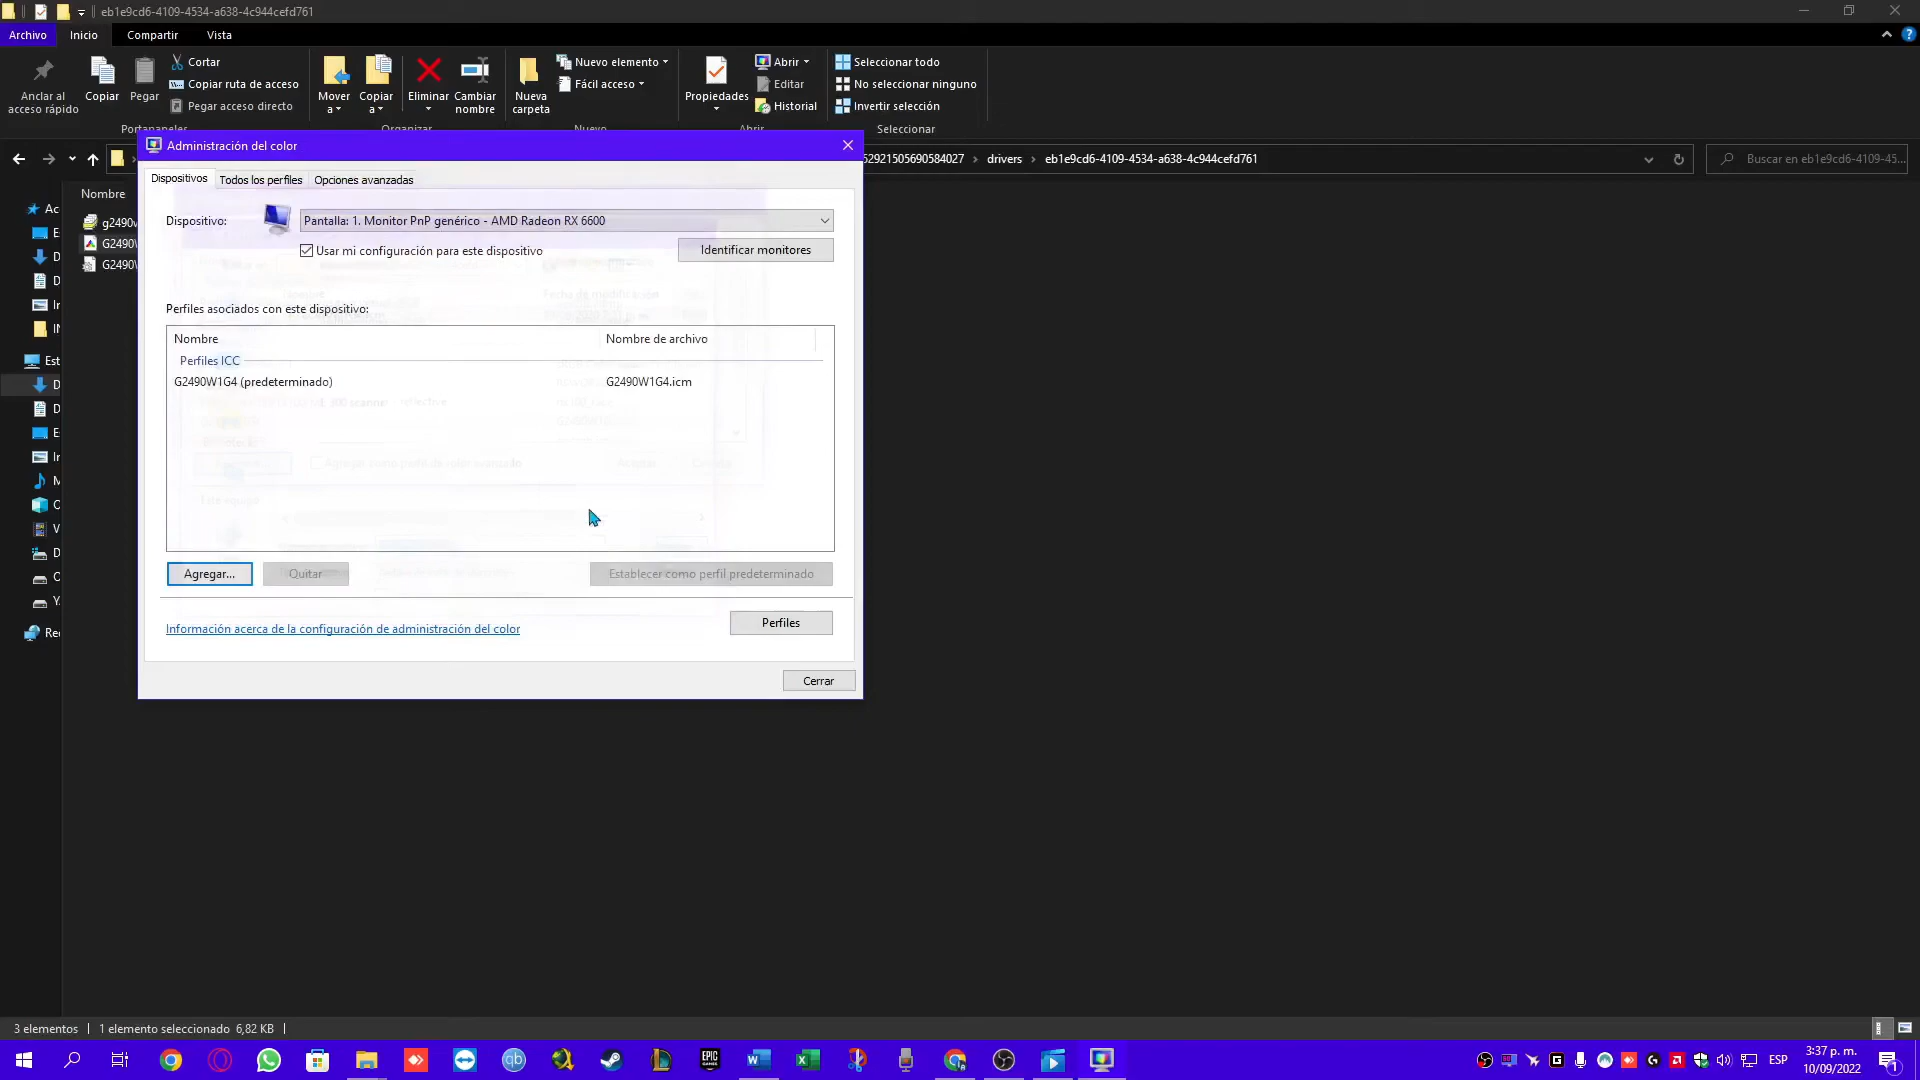 eb1e9cd6-4109-4534-a638-4c944cefd761
Archivo
Inicio
Compartir
Vista
Anclar al
acceso rápido
Copiar
Pegar
Cortar
Copiar ruta de acceso
Pegar acceso directo
Portapapeles
Mover
a
Copiar
a
Eliminar
Cambiar
nombre
Organizar
Nueva
carpeta
Nuevo elemento
Fácil acceso
Nuevo
Propiedades
Abrir
Editar
Historial
Abrir
Seleccionar todo
No seleccionar ninguno
Invertir selección
Seleccionar
52921505690584027 › drivers › eb1e9cd6-4109-4534-a638-4c944cefd761
Buscar en eb1e9cd6-4109-45...
Nombre
Administración del color
Dispositivos
Todos los perfiles
Opciones avanzadas
Dispositivo:
Pantalla: 1. Monitor PnP genérico - AMD Radeon RX 6600
Usar mi configuración para este dispositivo
Identificar monitores
Perfiles asociados con este dispositivo:
Nombre
Nombre de archivo
Perfiles ICC
G2490W1G4 (predeterminado)
G2490W1G4.icm
Agregar...
Quitar
Establecer como perfil predeterminado
Información acerca de la configuración de administración del color
Perfiles
Cerrar
3 elementos
1 elemento seleccionado 6,82 KB
ESP
3:37 p. m.
10/09/2022